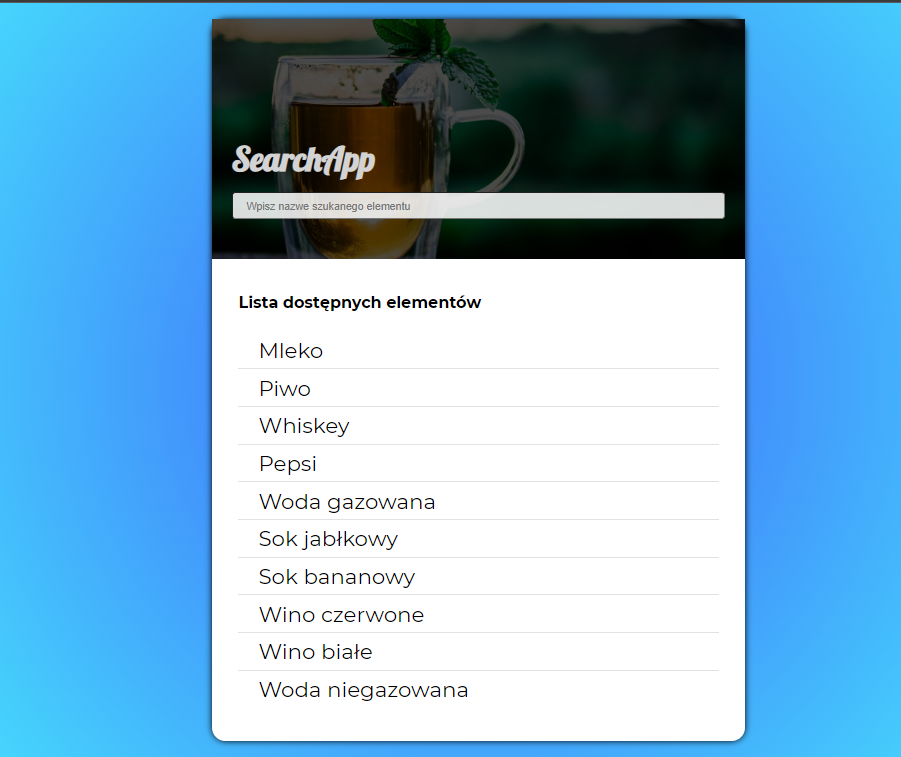 SearchApp
Wpisz nazwe szukanego elementu
Lista dostępnych elementów
Mleko
Piwo
Whiskey
Pepsi
Woda gazowana
Sok jabłkowy
Sok bananowy
Wino czerwone
Wino białe
Woda niegazowana